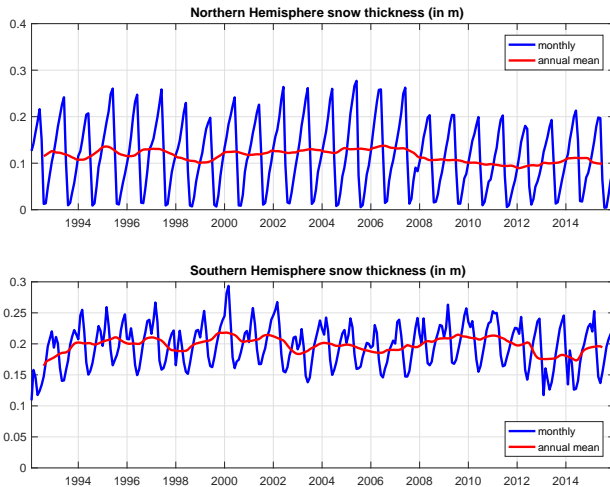 Northern Hemisphere snow thickness (in m)
0.4
0.3
0.2
0.1
0
monthly
annual mean
1994 1996 1998 2000 2002 2004 2006 2008 2010 2012 2014
Southern Hemisphere snow thickness (in m)
0.3
0.25
0.2
0.15
0.1
0.05
0
monthly
annual mean
1994 1996 1998 2000 2002 2004 2006 2008 2010 2012 2014